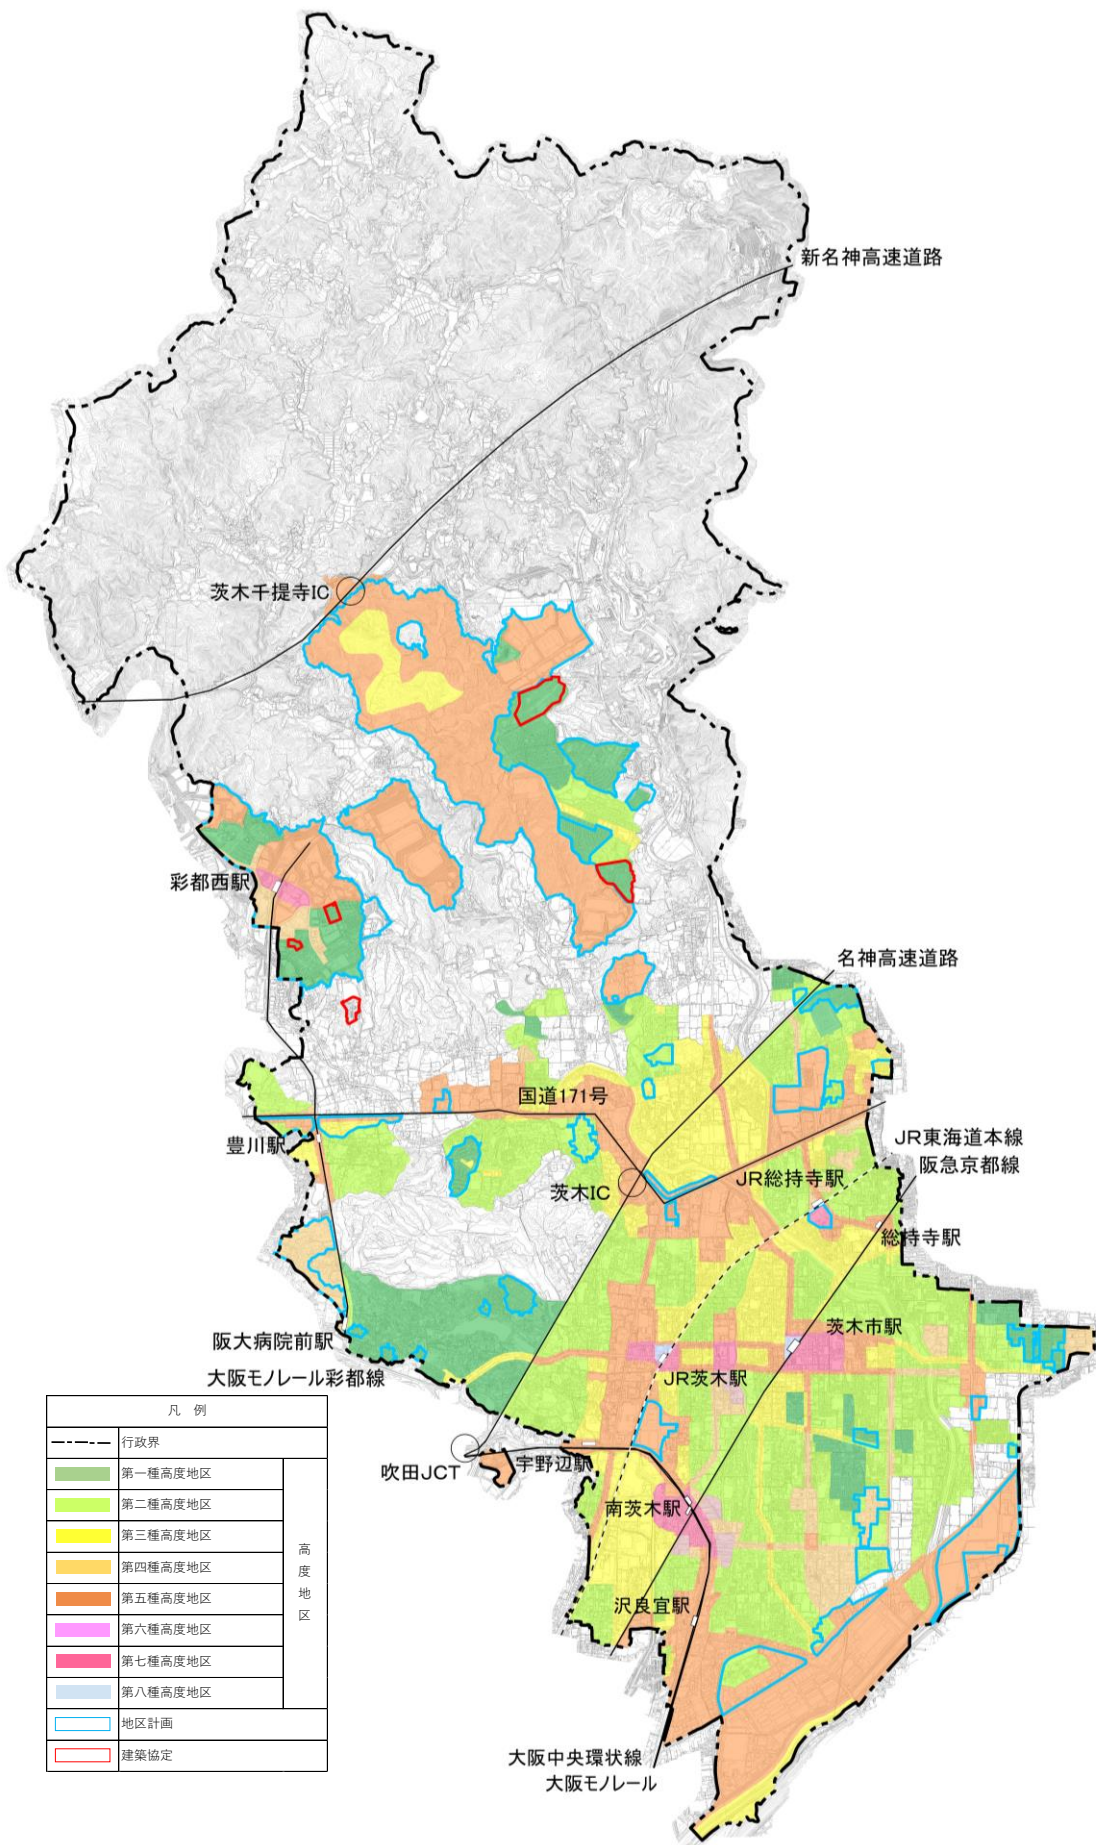 新名神高速道路
茨木千提寺IC
彩都西駅
名神高速道路
国道171号
豊川駅
JR東海道本線
阪急京都線
茨木IC
JR総持寺駅
総持寺駅
茨木市駅
阪大病院前駅
大阪モノレール彩都線
JR茨木駅
吹田JCT
宇野辺駅
南茨木駅
沢良宜駅
大阪中央環状線
大阪モノレール
凡 例
行政界
第一種高度地区
第二種高度地区
第三種高度地区
第四種高度地区
第五種高度地区
第六種高度地区
第七種高度地区
第八種高度地区
高度地区
地区計画
建築協定